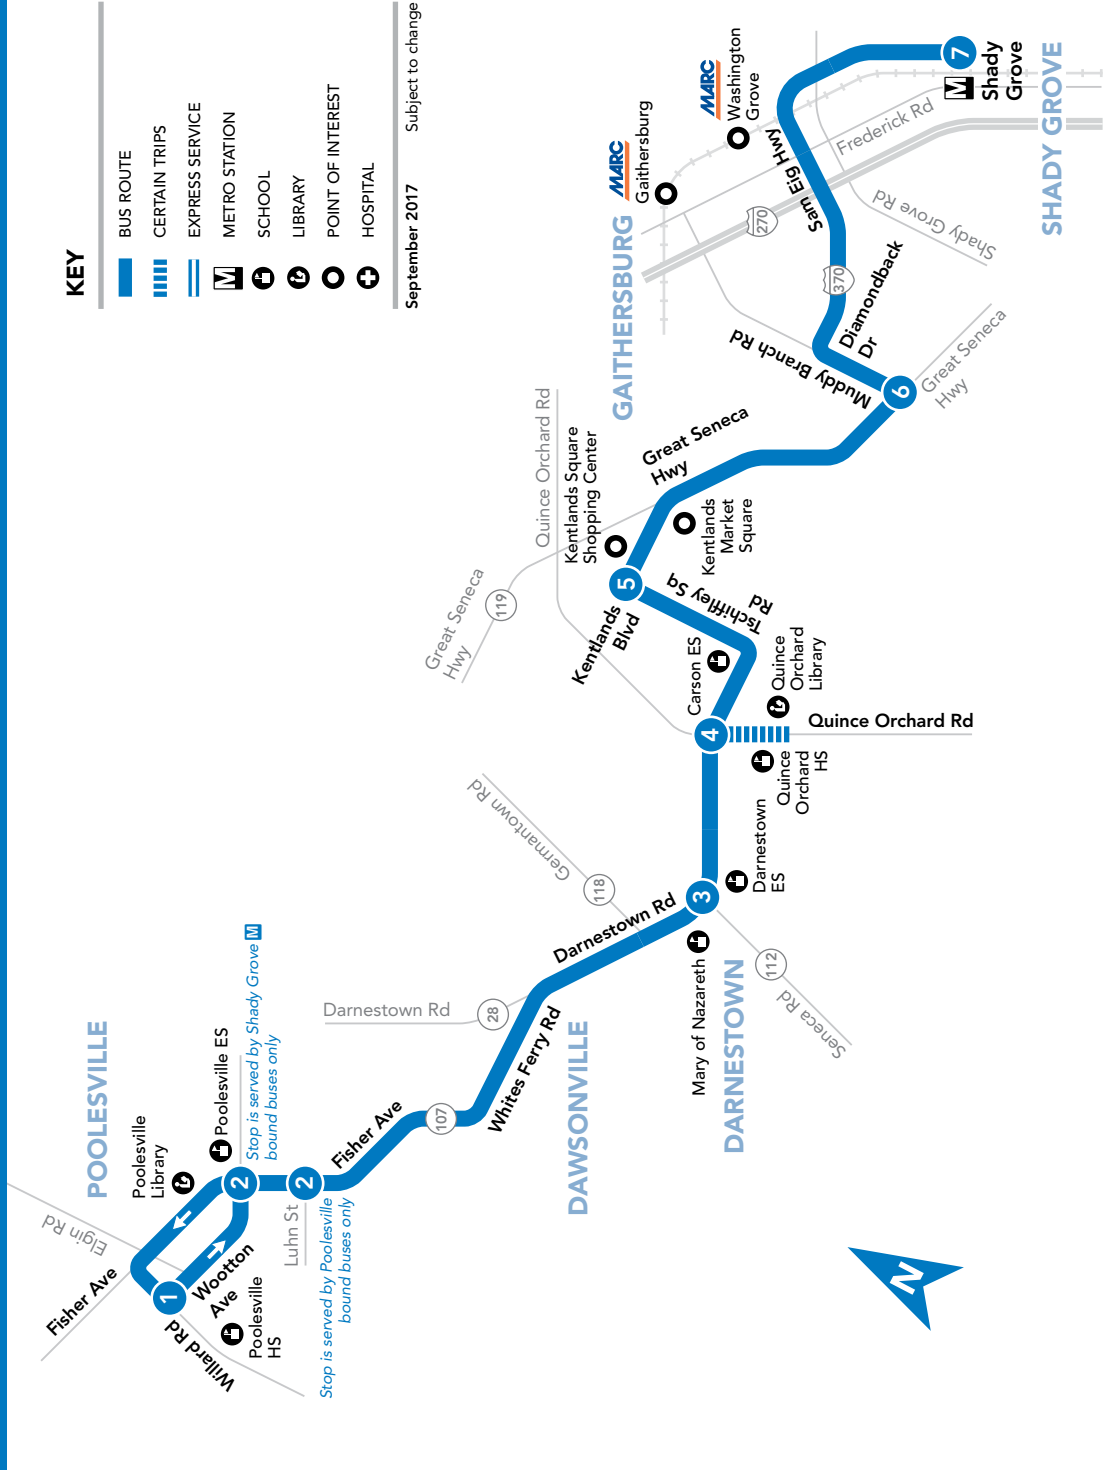 KEY
BUS ROUTE
CERTAIN TRIPS
EXPRESS SERVICE
M METRO STATION
SCHOOL
LIBRARY
POINT OF INTEREST
HOSPITAL
September 2017 Subject to change
POOLESVILLE
Elgin Rd
Fisher Ave
Poolesville
Library
Poolesville ES
1
Willard Rd
Wootton
Ave
Poolesville
HS
2
Stop is served by Shady Grove M
bound buses only
2
Luhn St
Stop is served by Poolesville
bound buses only
Fisher Ave
107
Whites Ferry Rd
DAWSONVILLE
Darnestown Rd
28
Darnestown Rd
Germantown Rd
118
3
Mary of Nazareth
DARNESTOWN
Darnestown
ES
112
Seneca Rd
4
Carson ES
Quince
Orchard
HS
Quince
Orchard
Library
Quince Orchard Rd
Tschiffley Sq
Rd
Kentlands
Blvd
5
Great Seneca
Hwy
119
Quince Orchard Rd
Kentlands Square
Shopping Center
Kentlands
Market
Square
Great Seneca
Hwy
6
Great Seneca
Hwy
Muddy Branch Rd
Diamondback
Dr
GAITHERSBURG
MARC
Gaithersburg
MARC
Washington
Grove
270
370
Sam Eig Hwy
Shady Grove Rd
Frederick Rd
7
M
Shady
Grove
SHADY GROVE
N